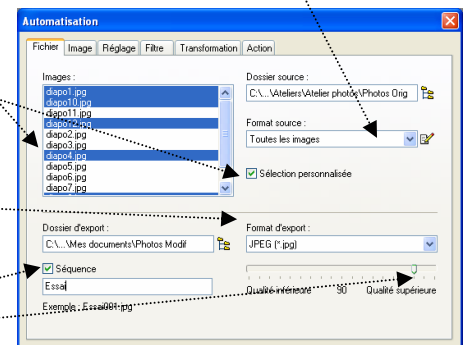 Automatisation
Fichier Image Réglage Filtre Transformation Action
Images :
diapo1.jpg
diapo10.jpg
diapo11.jpg
diapo12.jpg
diapo2.jpg
diapo3.jpg
diapo4.jpg
diapo5.jpg
diapo6.jpg
diapo7.jpg
Dossier source :
C:\...\Ateliers\Atelier photos\Photos Orig
Format source :
Toutes les images
Sélection personnalisée
Dossier d'export :
C:\...\Mes documents\Photos Modif
Séquence
Essai
Exemple : Essai001.jpg
Format d'export :
JPEG (*.jpg)
Qualité inférieure 90 Qualité supérieure